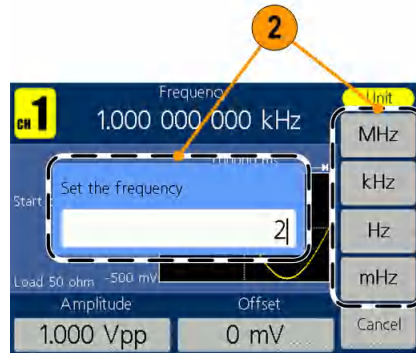 2
CH 1
Frequency
1.000 000 000 kHz
Unit
MHz
kHz
Hz
mHz
Cancel
Start
Set the frequency
2
Load 50 ohm -500 mV
Amplitude
Offset
1.000 Vpp
0 mV